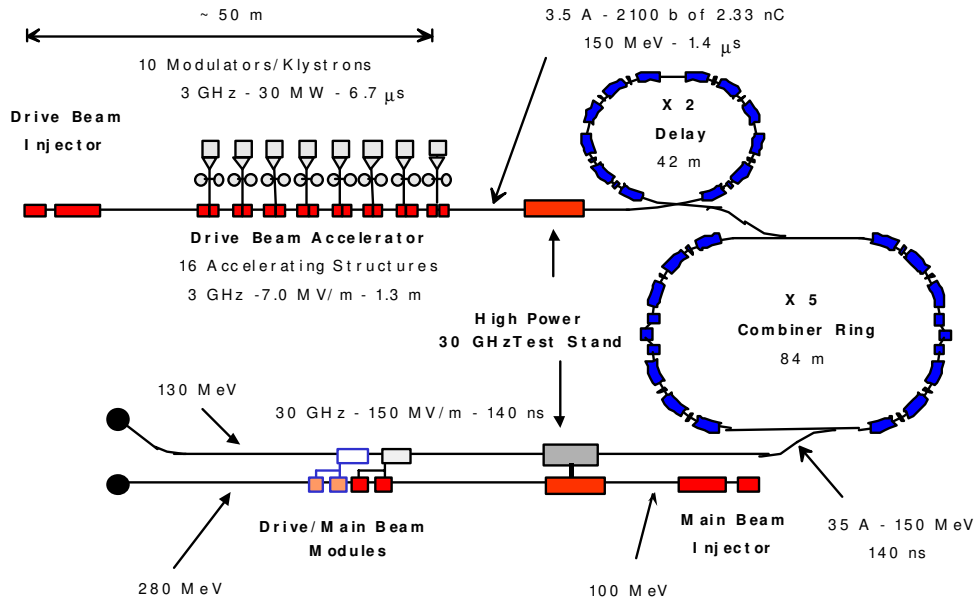 ~ 50 m
3.5 A - 2100 b of 2.33 nC
150 MeV - 1.4 μs
10 Modulators/Klystrons
3 GHz - 30 MW - 6.7 μs
Drive Beam
Injector
X 2
Delay
42 m
Drive Beam Accelerator
16 Accelerating Structures
3 GHz -7.0 MV/m - 1.3 m
High Power
30 GHzTest Stand
X 5
Combiner Ring
84 m
130 MeV
30 GHz - 150 MV/m - 140 ns
Drive/Main Beam
Modules
Main Beam
Injector
35 A - 150 MeV
140 ns
280 MeV
100 MeV